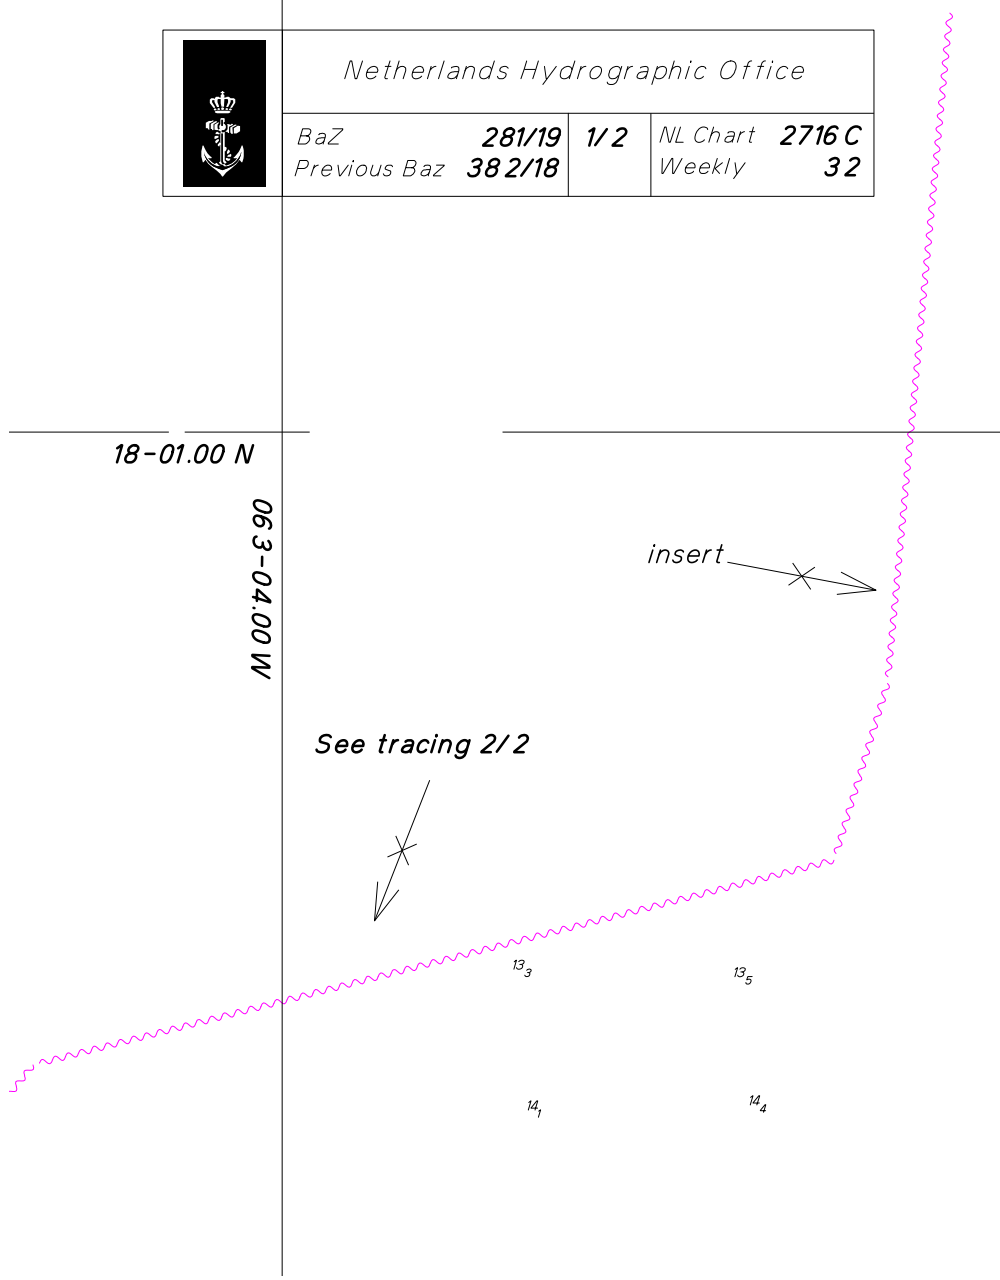 Netherlands Hydrographic Office
BaZ 281/19 1/2 NL Chart 2716 C
Previous Baz 382/18 Weekly 32
18-01.00 N
063-04.00 W
insert
See tracing 2/2
13₃ 13₅
14₁ 14₄